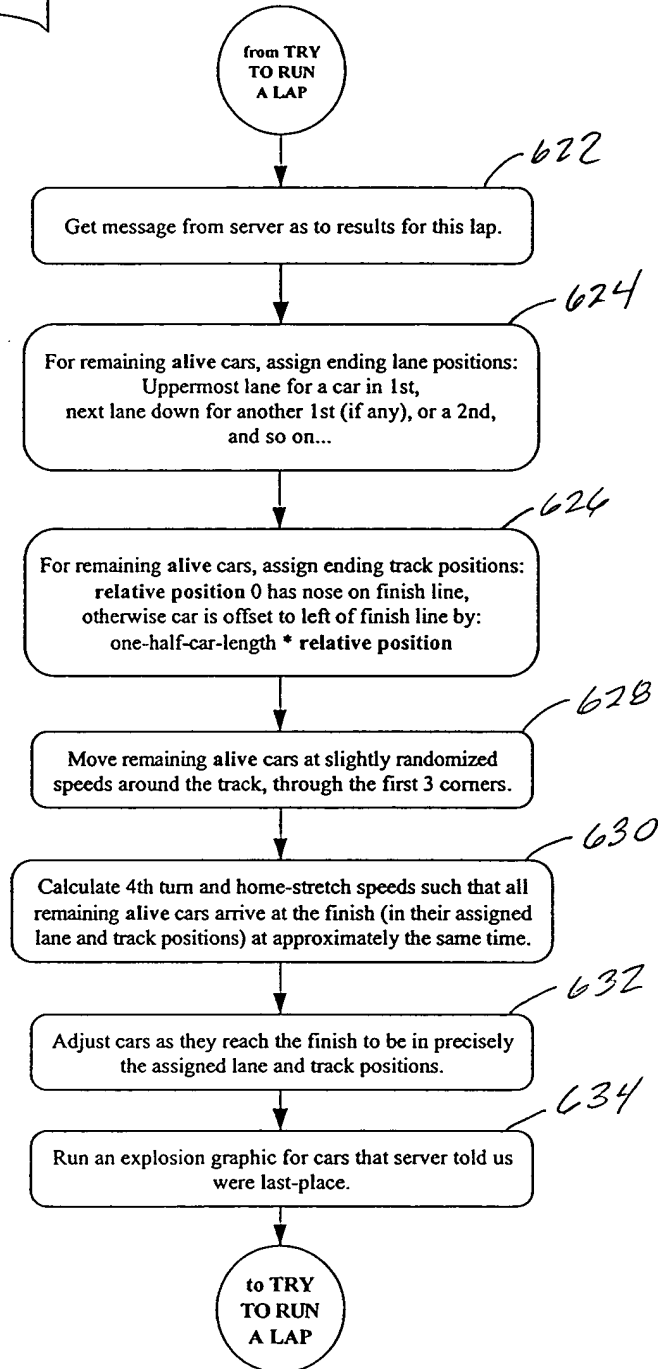 from TRY
TO RUN
A LAP
622
Get message from server as to results for this lap.
624
For remaining alive cars, assign ending lane positions:
Uppermost lane for a car in 1st,
next lane down for another 1st (if any), or a 2nd,
and so on...
626
For remaining alive cars, assign ending track positions:
relative position 0 has nose on finish line,
otherwise car is offset to left of finish line by:
one-half-car-length * relative position
628
Move remaining alive cars at slightly randomized
speeds around the track, through the first 3 corners.
630
Calculate 4th turn and home-stretch speeds such that all
remaining alive cars arrive at the finish (in their assigned
lane and track positions) at approximately the same time.
632
Adjust cars as they reach the finish to be in precisely
the assigned lane and track positions.
634
Run an explosion graphic for cars that server told us
were last-place.
to TRY
TO RUN
A LAP